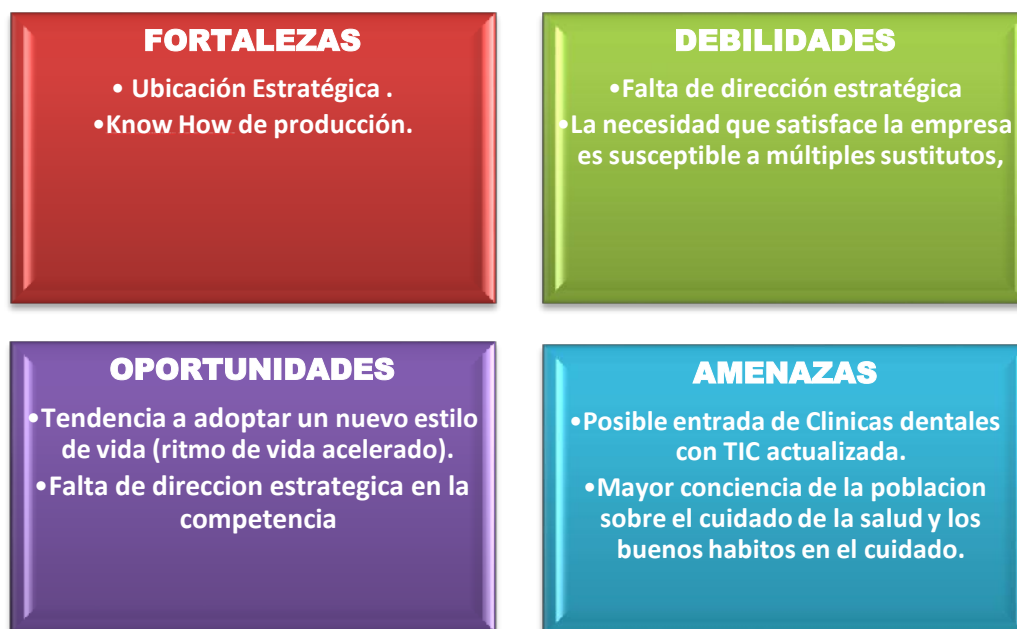 FORTALEZAS
• Ubicación Estratégica .
•Know How de producción.
DEBILIDADES
•Falta de dirección estratégica
•La necesidad que satisface la empresa
es susceptible a múltiples sustitutos,
OPORTUNIDADES
•Tendencia a adoptar un nuevo estilo
de vida (ritmo de vida acelerado).
•Falta de direccion estrategica en la
competencia
AMENAZAS
•Posible entrada de Clinicas dentales
con TIC actualizada.
•Mayor conciencia de la poblacion
sobre el cuidado de la salud y los
buenos habitos en el cuidado.